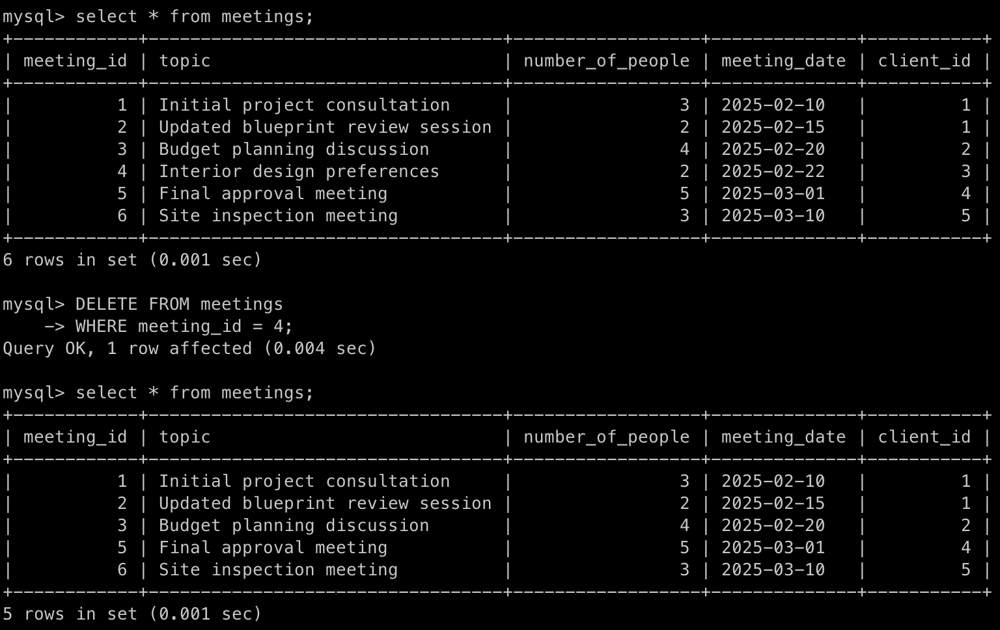 mysql> select * from meetings;
+------------+----------------------------------+------------------+--------------+-----------+
| meeting_id | topic                            | number_of_people | meeting_date | client_id |
+------------+----------------------------------+------------------+--------------+-----------+
|          1 | Initial project consultation     |                3 | 2025-02-10   |         1 |
|          2 | Updated blueprint review session |                2 | 2025-02-15   |         1 |
|          3 | Budget planning discussion       |                4 | 2025-02-20   |         2 |
|          4 | Interior design preferences      |                2 | 2025-02-22   |         3 |
|          5 | Final approval meeting           |                5 | 2025-03-01   |         4 |
|          6 | Site inspection meeting          |                3 | 2025-03-10   |         5 |
+------------+----------------------------------+------------------+--------------+-----------+
6 rows in set (0.001 sec)

mysql> DELETE FROM meetings
    -> WHERE meeting_id = 4;
Query OK, 1 row affected (0.004 sec)

mysql> select * from meetings;
+------------+----------------------------------+------------------+--------------+-----------+
| meeting_id | topic                            | number_of_people | meeting_date | client_id |
+------------+----------------------------------+------------------+--------------+-----------+
|          1 | Initial project consultation     |                3 | 2025-02-10   |         1 |
|          2 | Updated blueprint review session |                2 | 2025-02-15   |         1 |
|          3 | Budget planning discussion       |                4 | 2025-02-20   |         2 |
|          5 | Final approval meeting           |                5 | 2025-03-01   |         4 |
|          6 | Site inspection meeting          |                3 | 2025-03-10   |         5 |
+------------+----------------------------------+------------------+--------------+-----------+
5 rows in set (0.001 sec)